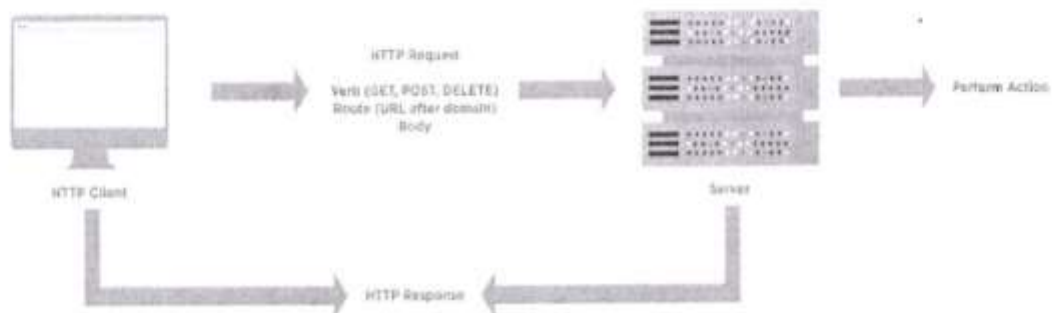 HTTP Request
Verb (GET, POST, DELETE)
Route (URL after domain)
Body
Perform Action
HTTP Client
Server
HTTP Response